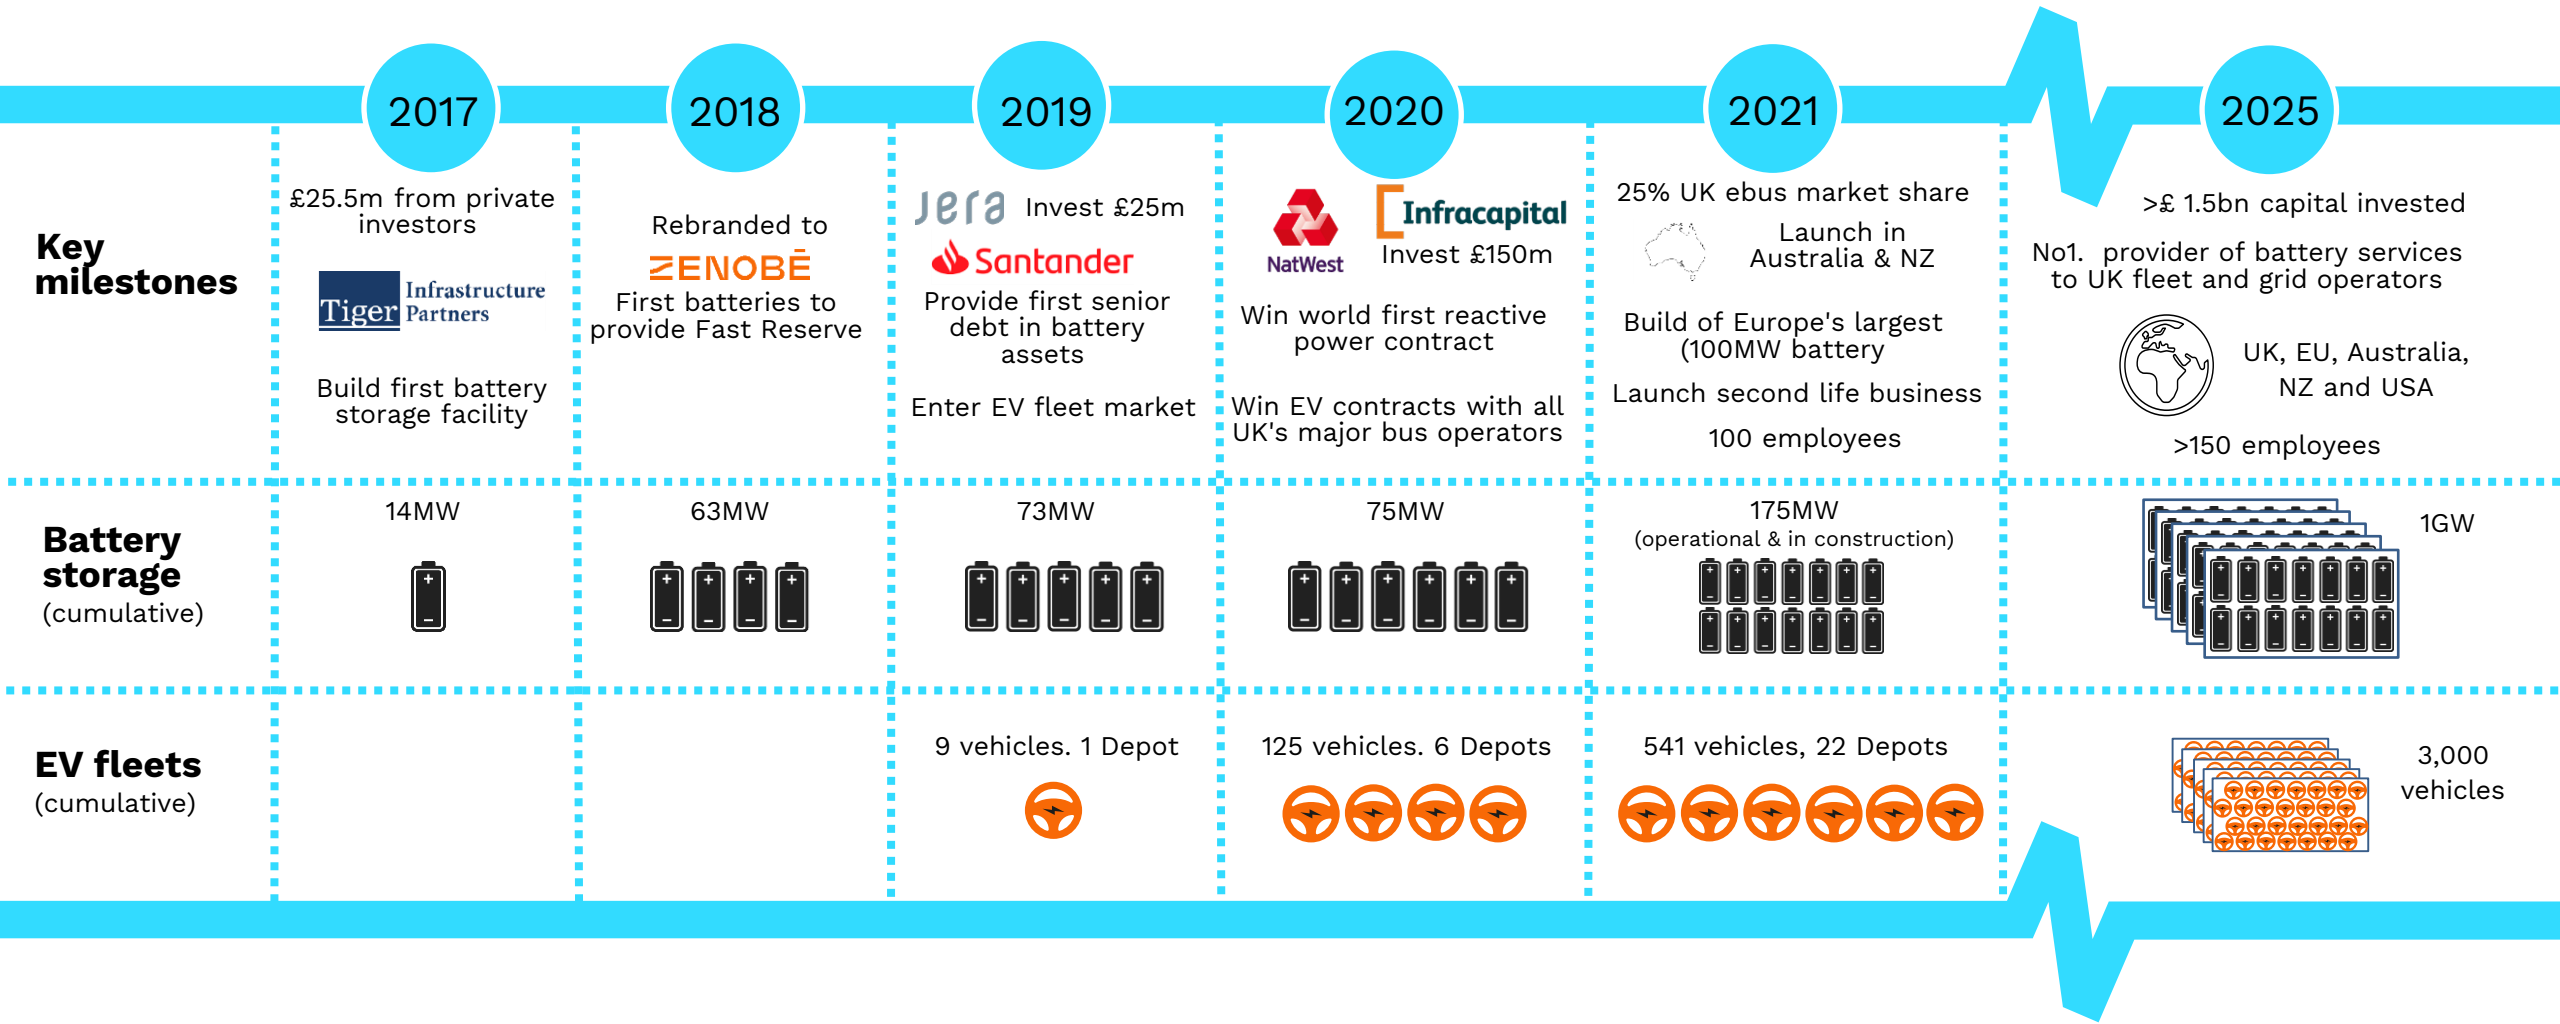 2017
2018
2019
2020
2021
2025
Key
milestones
£25.5m from private
investors
Tiger
Infrastructure
Partners
Build first battery
storage facility
Rebranded to
ZENOBĒ
First batteries to
provide Fast Reserve
Jera
Invest £25m
Santander
Provide first senior
debt in battery
assets
Enter EV fleet market
NatWest
Infracapital
Invest £150m
Win world first reactive
power contract
Win EV contracts with all
UK's major bus operators
25% UK ebus market share
Launch in
Australia & NZ
Build of Europe's largest
(100MW battery
Launch second life business
100 employees
>£ 1.5bn capital invested
No1. provider of battery services
to UK fleet and grid operators
UK, EU, Australia,
NZ and USA
>150 employees
Battery
storage
(cumulative)
14MW
63MW
73MW
75MW
175MW
(operational & in construction)
1GW
EV fleets
(cumulative)
9 vehicles. 1 Depot
125 vehicles. 6 Depots
541 vehicles, 22 Depots
3,000
vehicles